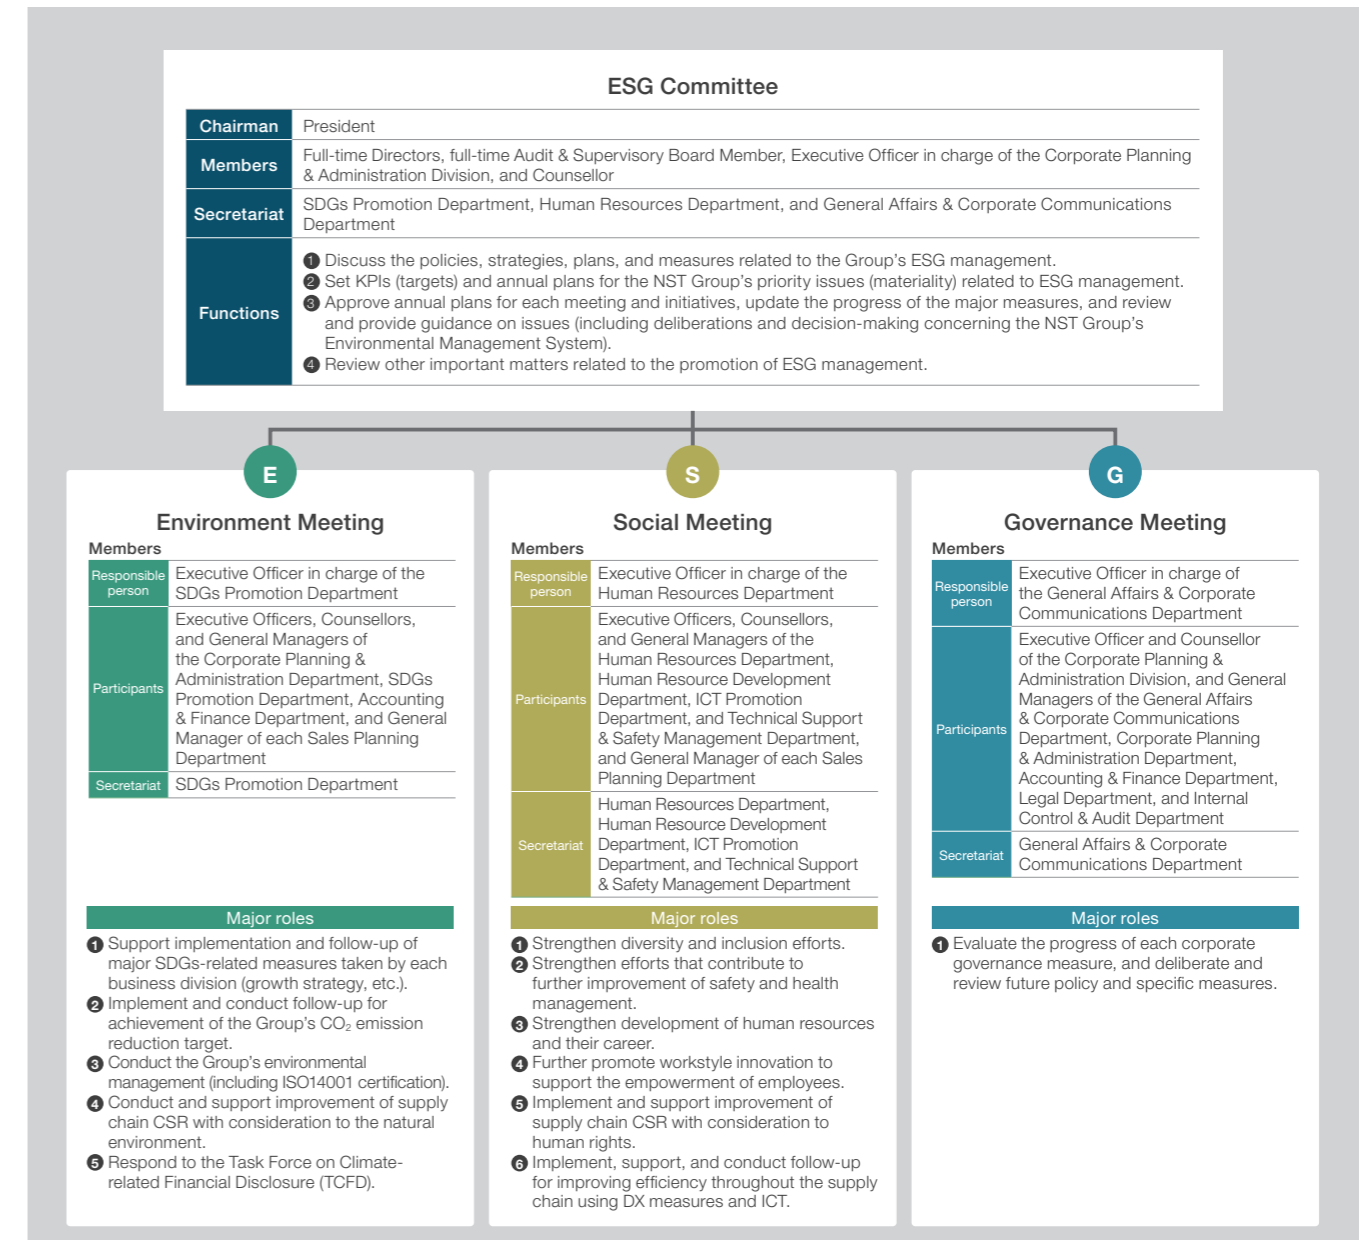 ESG Committee
Chairman
President
Members
Full-time Directors, full-time Audit & Supervisory Board Member, Executive Officer in charge of the Corporate Planning
& Administration Division, and Counsellor
Secretariat
SDGs Promotion Department, Human Resources Department, and General Affairs & Corporate Communications
Department
Functions
❶ Discuss the policies, strategies, plans, and measures related to the Group's ESG management.
❷ Set KPIs (targets) and annual plans for the NST Group's priority issues (materiality) related to ESG management.
❸ Approve annual plans for each meeting and initiatives, update the progress of the major measures, and review
and provide guidance on issues (including deliberations and decision-making concerning the NST Group's
Environmental Management System).
❹ Review other important matters related to the promotion of ESG management.
E
Environment Meeting
Members
Responsible
person
Executive Officer in charge of the
SDGs Promotion Department
Participants
Executive Officers, Counsellors,
and General Managers of
the Corporate Planning &
Administration Department, SDGs
Promotion Department, Accounting
& Finance Department, and General
Manager of each Sales Planning
Department
Secretariat
SDGs Promotion Department
Major roles
❶ Support implementation and follow-up of
major SDGs-related measures taken by each
business division (growth strategy, etc.).
❷ Implement and conduct follow-up for
achievement of the Group's CO₂ emission
reduction target.
❸ Conduct the Group's environmental
management (including ISO14001 certification).
❹ Conduct and support improvement of supply
chain CSR with consideration to the natural
environment.
❺ Respond to the Task Force on Climate-
related Financial Disclosure (TCFD).
S
Social Meeting
Members
Responsible
person
Executive Officer in charge of the
Human Resources Department
Participants
Executive Officers, Counsellors,
and General Managers of the
Human Resources Department,
Human Resource Development
Department, ICT Promotion
Department, and Technical Support
& Safety Management Department,
and General Manager of each Sales
Planning Department
Secretariat
Human Resources Department,
Human Resource Development
Department, ICT Promotion
Department, and Technical Support
& Safety Management Department
Major roles
❶ Strengthen diversity and inclusion efforts.
❷ Strengthen efforts that contribute to
further improvement of safety and health
management.
❸ Strengthen development of human resources
and their career.
❹ Further promote workstyle innovation to
support the empowerment of employees.
❺ Implement and support improvement of
supply chain CSR with consideration to
human rights.
❻ Implement, support, and conduct follow-up
for improving efficiency throughout the supply
chain using DX measures and ICT.
G
Governance Meeting
Members
Responsible
person
Executive Officer in charge of
the General Affairs & Corporate
Communications Department
Participants
Executive Officer and Counsellor
of the Corporate Planning &
Administration Division, and General
Managers of the General Affairs
& Corporate Communications
Department, Corporate Planning
& Administration Department,
Accounting & Finance Department,
Legal Department, and Internal
Control & Audit Department
Secretariat
General Affairs & Corporate
Communications Department
Major roles
❶ Evaluate the progress of each corporate
governance measure, and deliberate and
review future policy and specific measures.